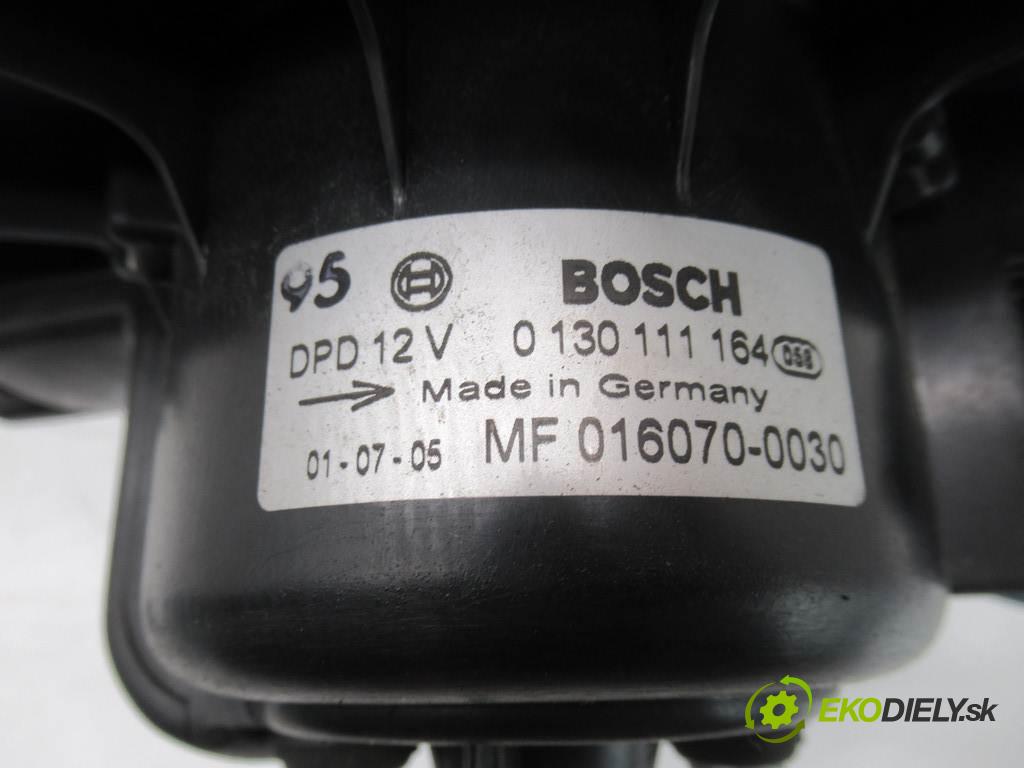 95 BOSCH
DPD 12 V 0 130 111 164 058
Made in Germany
01-07-05 MF 016070-0030
EKODIELY.sk